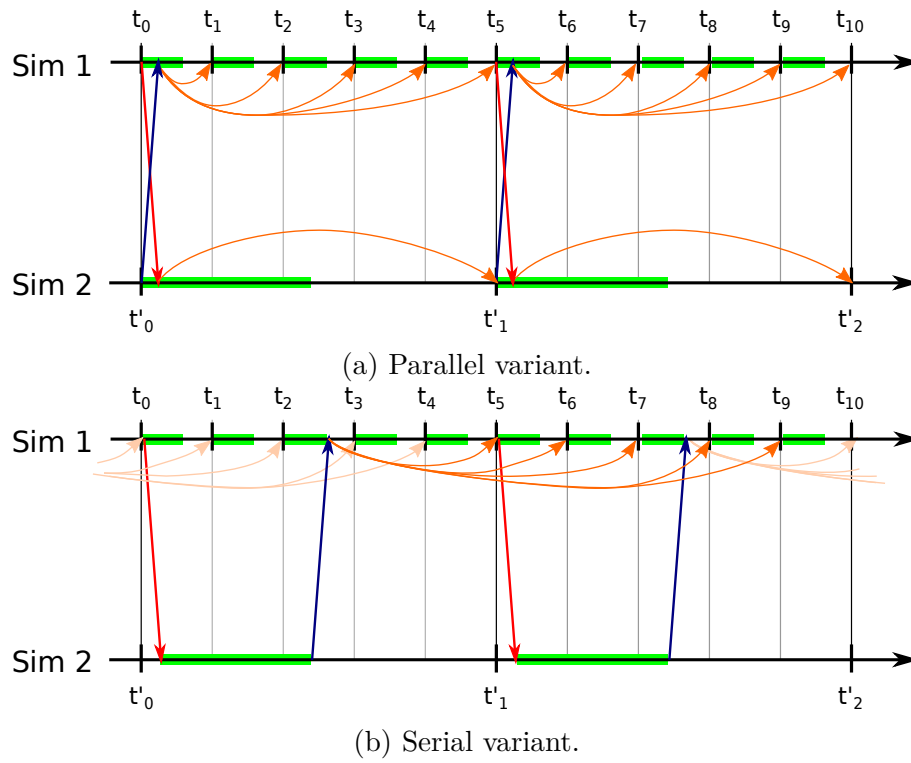 t₀ t₁ t₂ t₃ t₄ t₅ t₆ t₇ t₈ t₉ t₁₀
Sim 1
Sim 2
t'₀ t'₁ t'₂
(a) Parallel variant.
t₀ t₁ t₂ t₃ t₄ t₅ t₆ t₇ t₈ t₉ t₁₀
Sim 1
Sim 2
t'₀ t'₁ t'₂
(b) Serial variant.